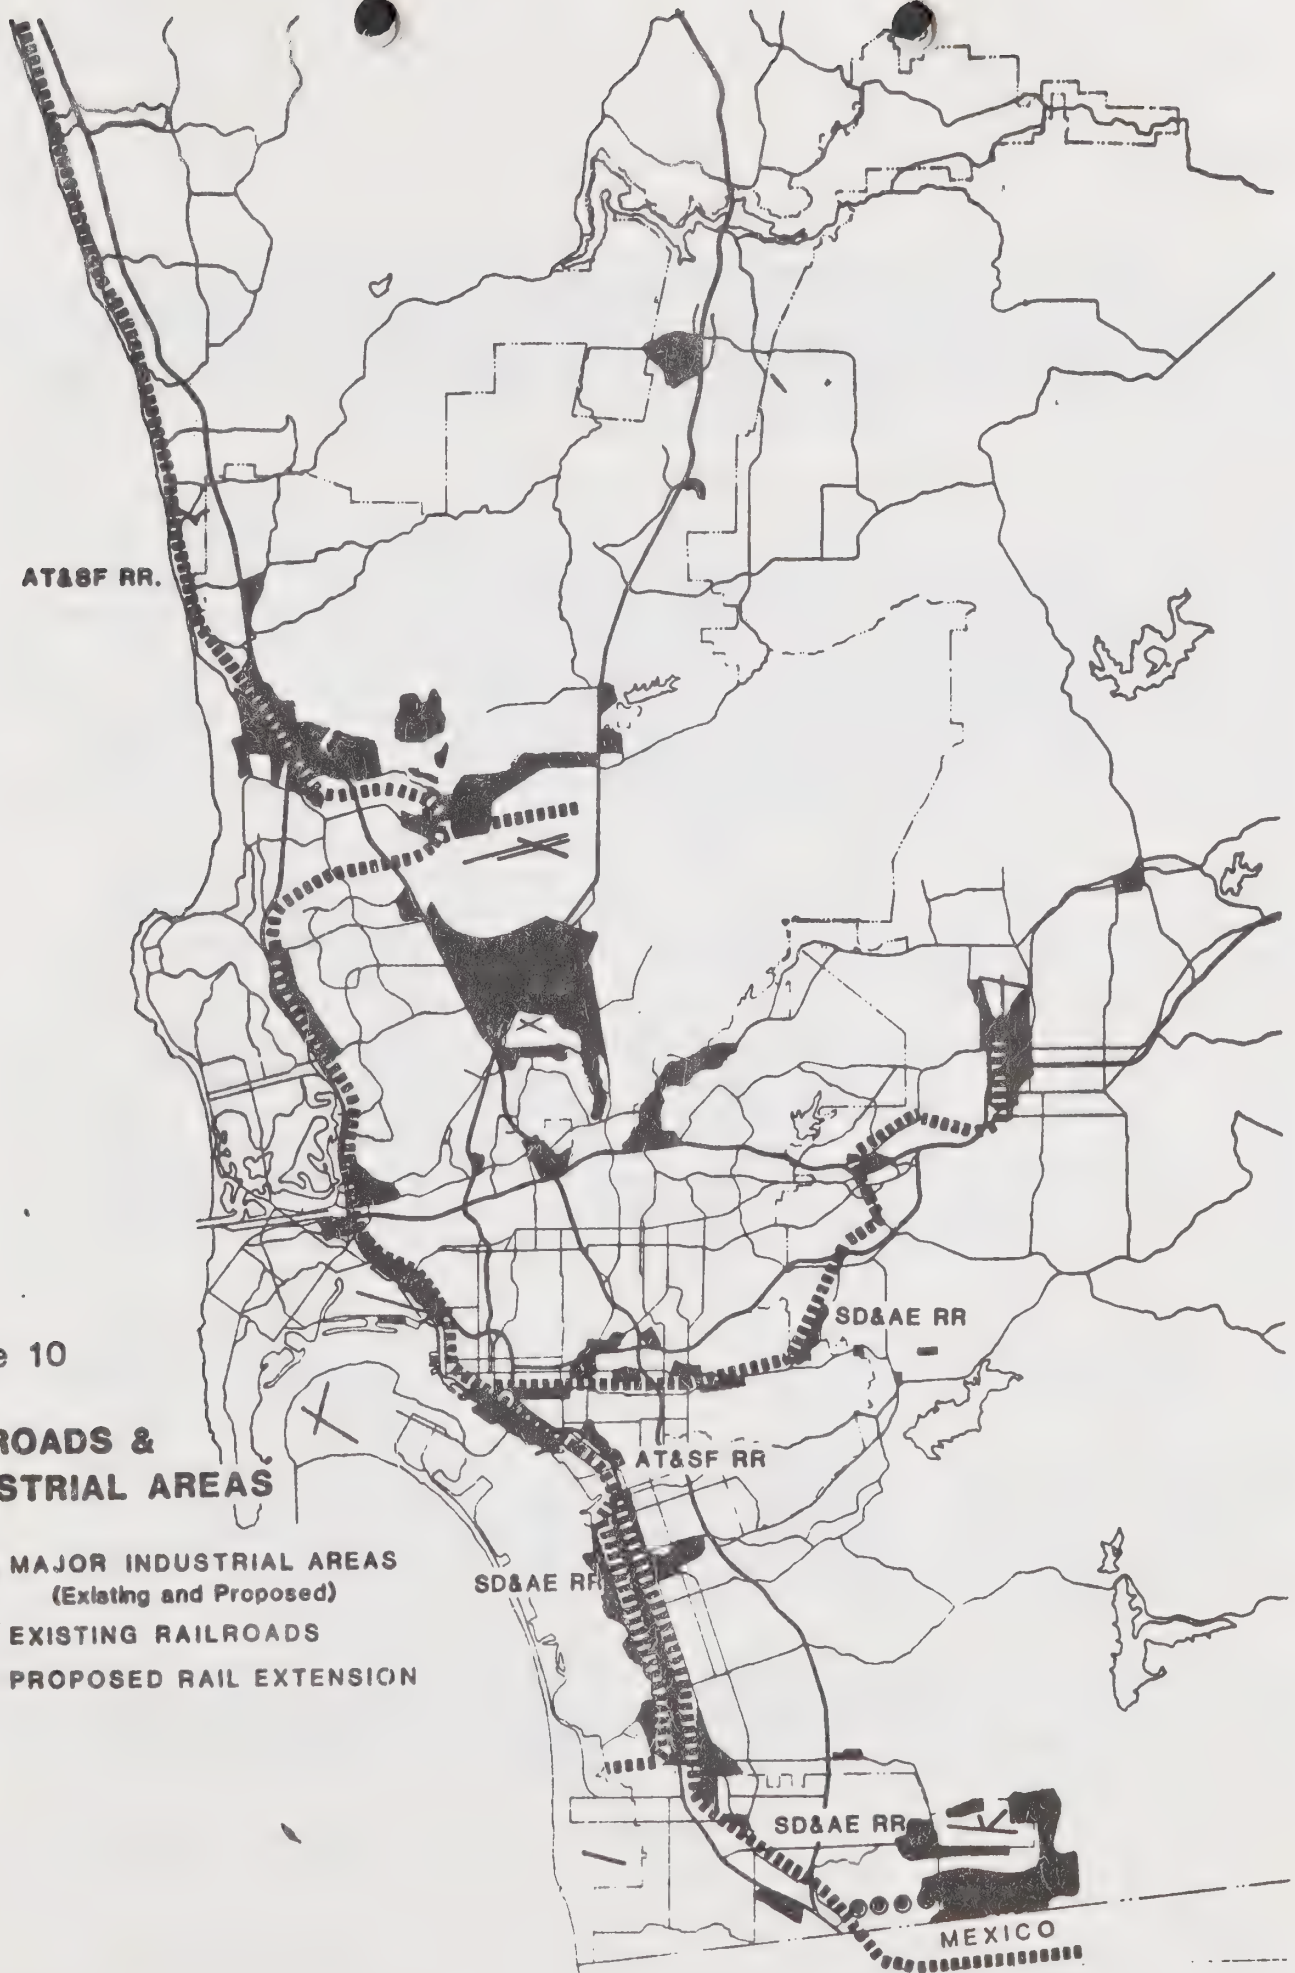 AT&SF RR.
SD&AE RR
e 10
ROADS &
STRIAL AREAS
AT&SF RR
MAJOR INDUSTRIAL AREAS
(Existing and Proposed)
SD&AE RR
EXISTING RAILROADS
PROPOSED RAIL EXTENSION
SD&AE RR
MEXICO